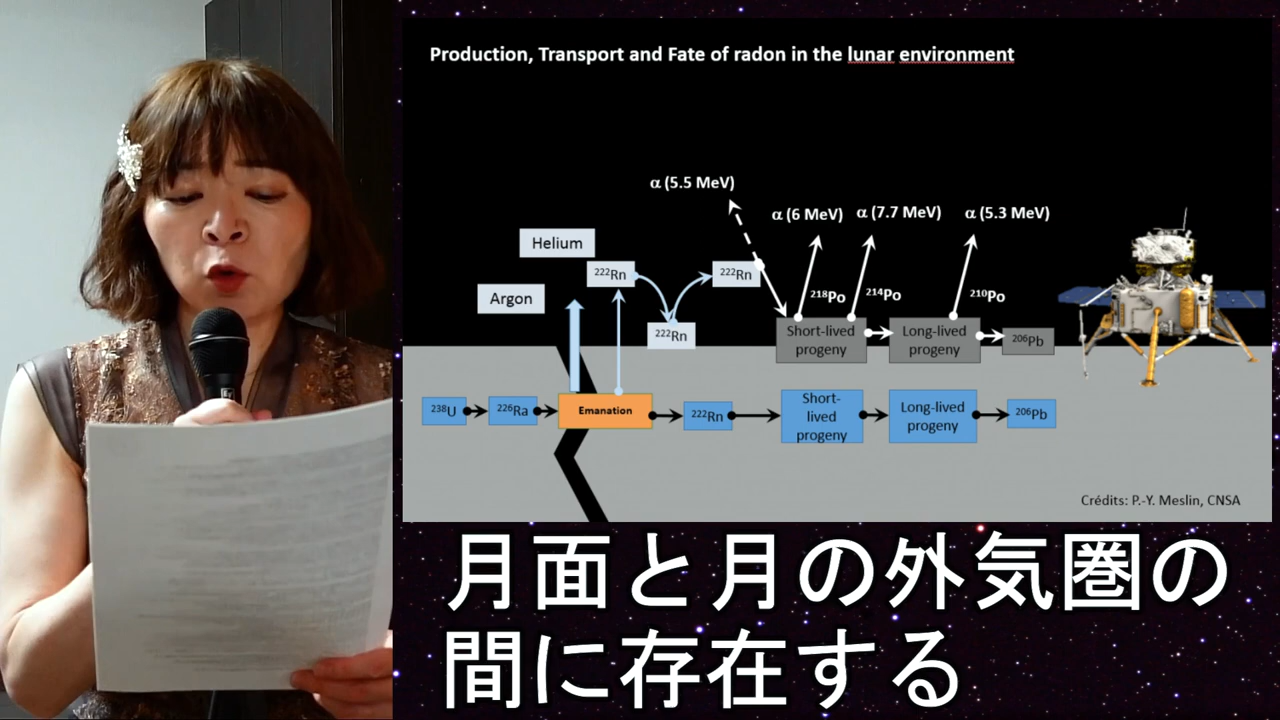 Production, Transport and Fate of radon in the lunar environment
α (5.5 MeV)
α (6 MeV)
α (7.7 MeV)
α (5.3 MeV)
Helium
²²²Rn
²²²Rn
Argon
²¹⁸Po
²¹⁴Po
²¹⁰Po
²²²Rn
Short-lived
progeny
Long-lived
progeny
²⁰⁶Pb
²³⁸U
²²⁶Ra
Emanation
²²²Rn
Short-
lived
progeny
Long-lived
progeny
²⁰⁶Pb
Crédits: P.-Y. Meslin, CNSA
月面と月の外気圏の
間に存在する